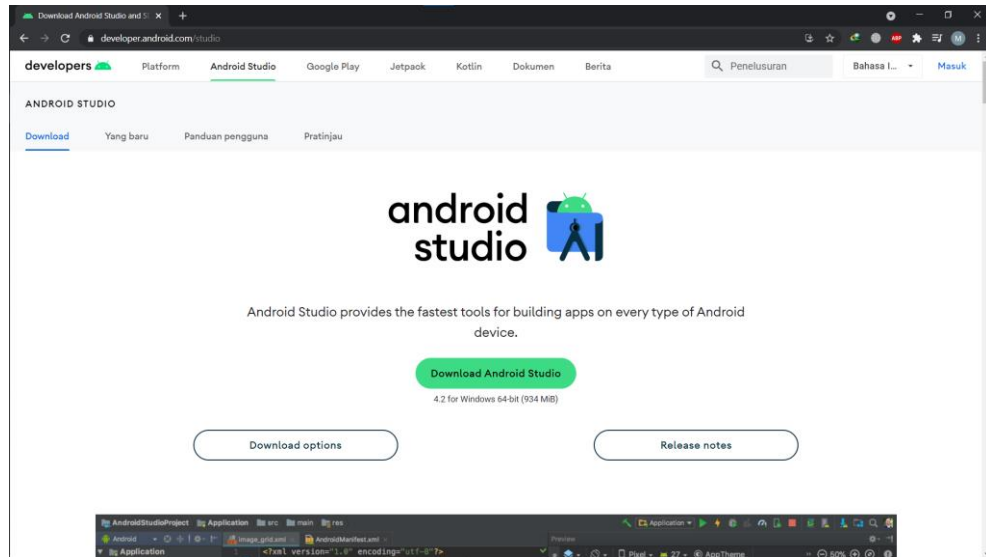 Download Android Studio and S
developer.android.com/studio
ABP
M
developers Platform Android Studio Google Play Jetpack Kotlin Dokumen Berita Penelusuran Bahasa I... Masuk
ANDROID STUDIO
Download Yang baru Panduan pengguna Pratinjau
android
studio
Android Studio provides the fastest tools for building apps on every type of Android
device.
Download Android Studio
4.2 for Windows 64-bit (934 MiB)
Download options Release notes
AndroidStudioProject Application src main res Application
Android image_grid.xml AndroidManifest.xml Preview
Application 1 <?xml version="1.0" encoding="utf-8"?> Pixel 27 AppTheme 50%